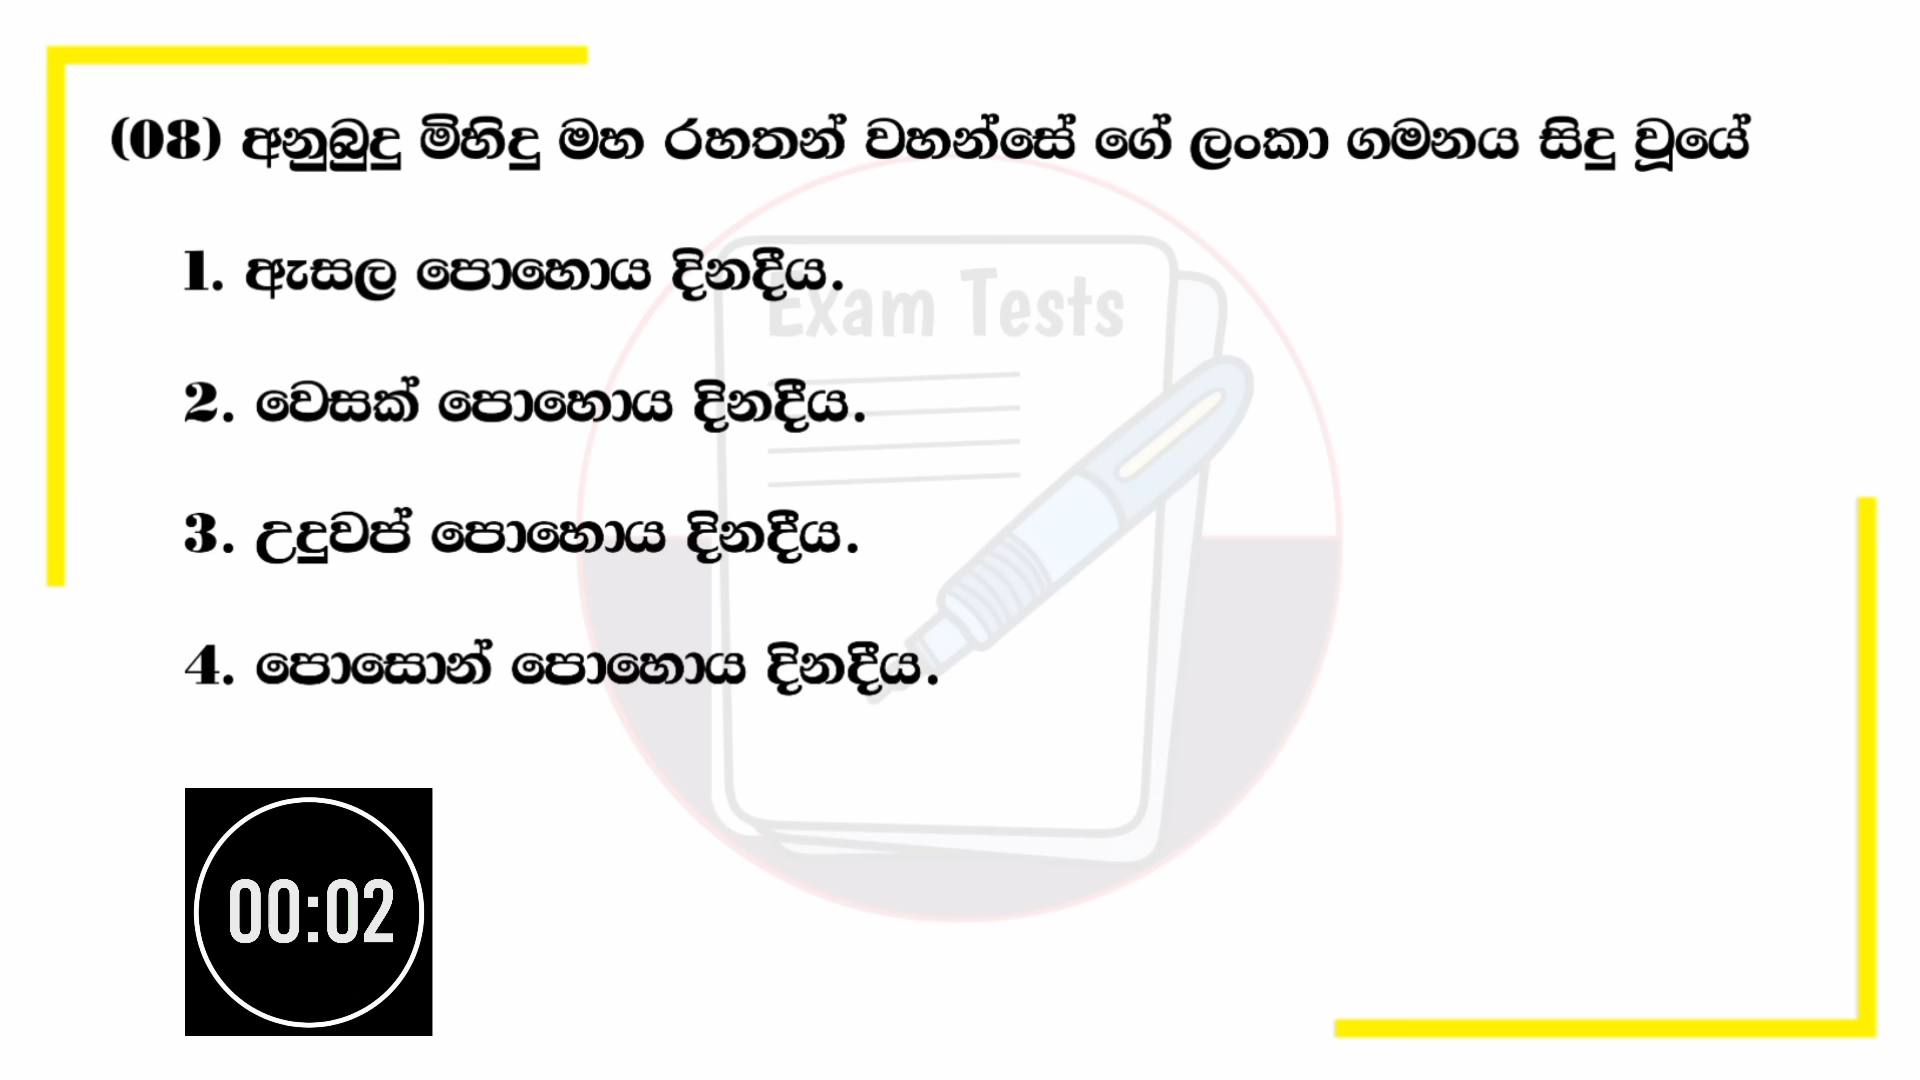 (08) අනුබුදු මිහිදු මහ රහතන් වහන්සේ ගේ ලංකා ගමනය සිදු වූයේ
1. ඇසල පොහොය දිනදීය.
Exam Tests
2. වෙසක් පොහොය දිනදීය.
3. උදුවප් පොහොය දිනදීය.
4. පොසොන් පොහොය දිනදීය.
00:02